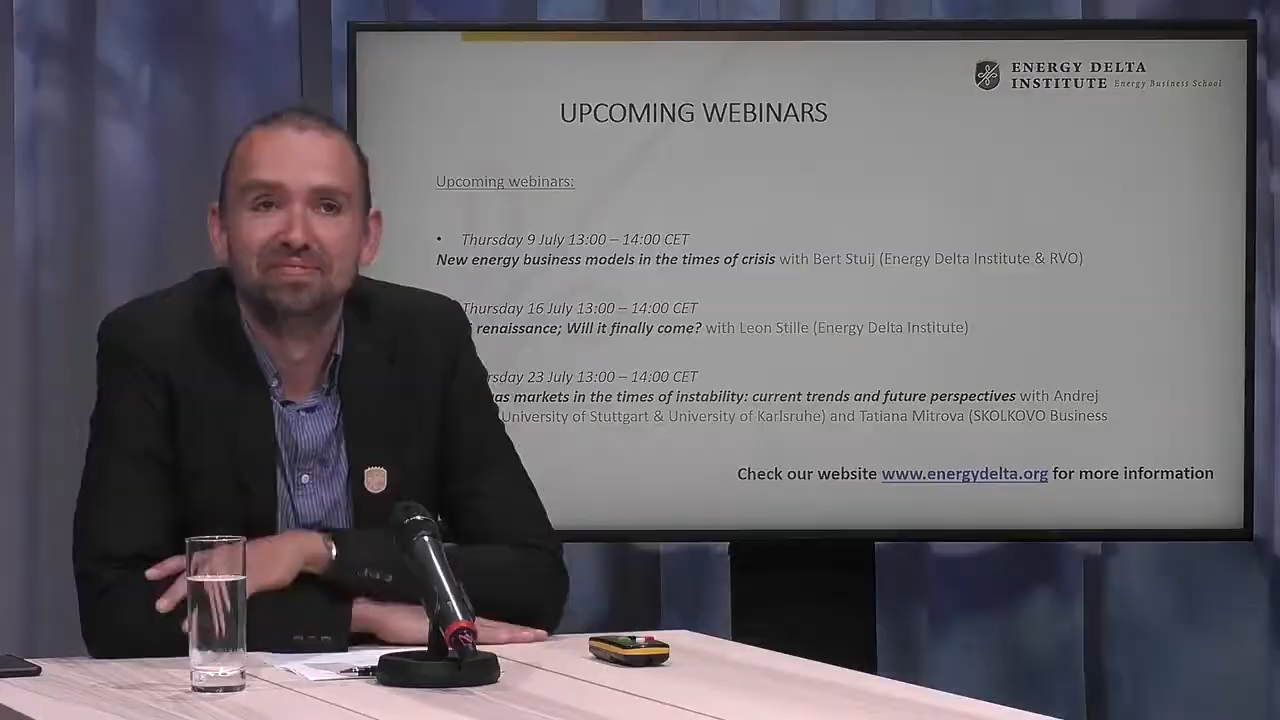 ENERGY DELTA
INSTITUTE Energy Business School
UPCOMING WEBINARS
Upcoming webinars:
• Thursday 9 July 13:00 – 14:00 CET
New energy business models in the times of crisis with Bert Stuij (Energy Delta Institute & RVO)
Thursday 16 July 13:00 – 14:00 CET
renaissance; Will it finally come? with Leon Stille (Energy Delta Institute)
rsday 23 July 13:00 – 14:00 CET
as markets in the times of instability: current trends and future perspectives with Andrej
University of Stuttgart & University of Karlsruhe) and Tatiana Mitrova (SKOLKOVO Business
Check our website www.energydelta.org for more information